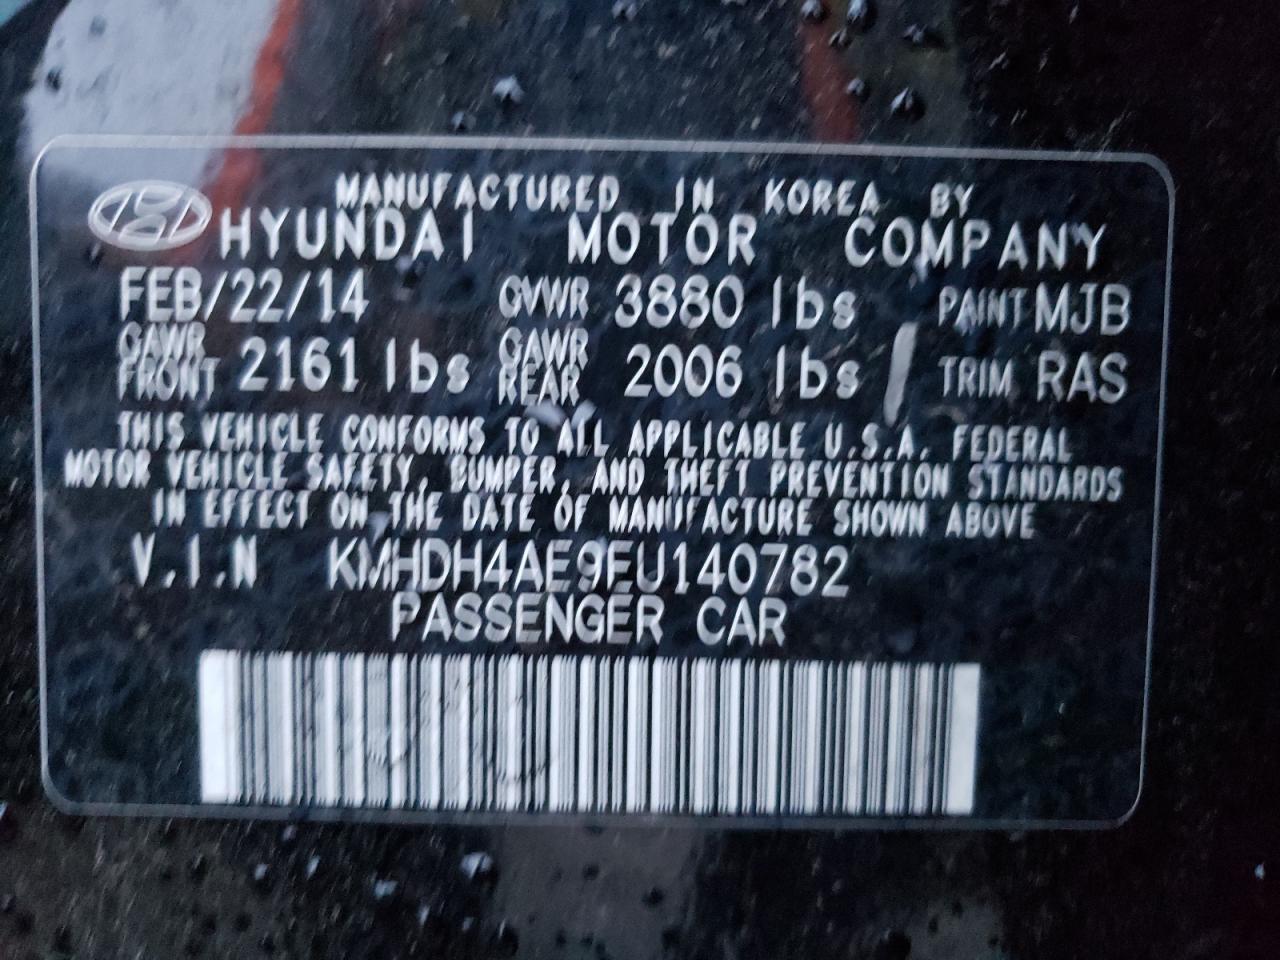 MANUFACTURED IN KOREA BY
HYUNDAI MOTOR COMPANY
FEB/22/14 GVWR 3880 lbs PAINT MJB
GAWR FRONT 2161 lbs GAWR REAR 2006 lbs TRIM RAS
THIS VEHICLE CONFORMS TO ALL APPLICABLE U.S.A. FEDERAL
MOTOR VEHICLE SAFETY, BUMPER, AND THEFT PREVENTION STANDARDS
IN EFFECT ON THE DATE OF MANUFACTURE SHOWN ABOVE
V.I.N KMHDH4AE9EU140782
PASSENGER CAR